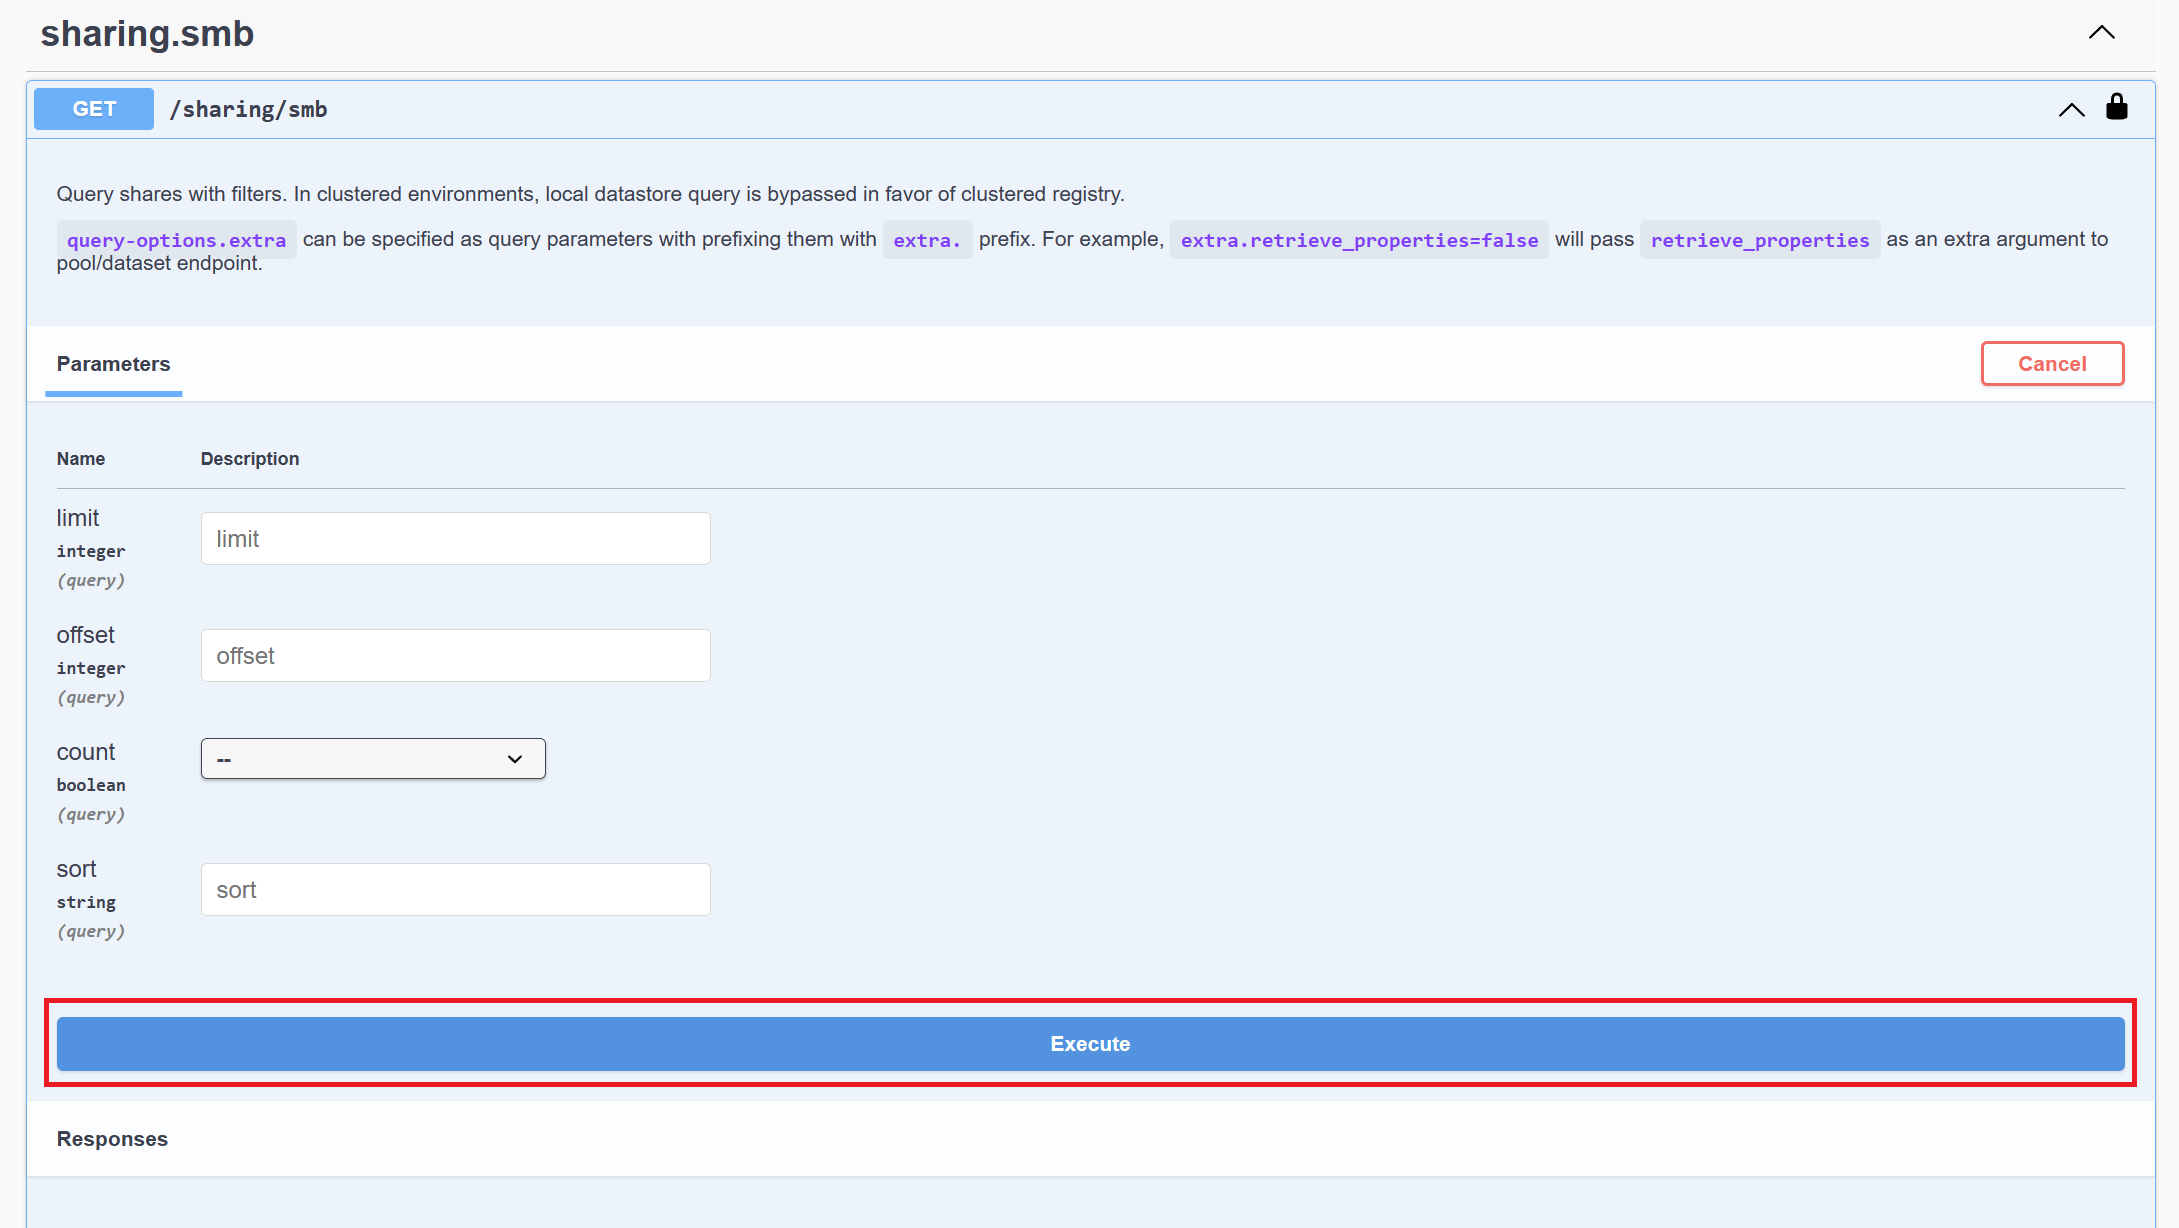 sharing.smb
GET /sharing/smb
Query shares with filters. In clustered environments, local datastore query is bypassed in favor of clustered registry.
query-options.extra can be specified as query parameters with prefixing them with extra. prefix. For example, extra.retrieve_properties=false will pass retrieve_properties as an extra argument to
pool/dataset endpoint.
Parameters
Cancel
Name Description
limit
integer
(query)
limit
offset
integer
(query)
offset
count
boolean
(query)
--
sort
string
(query)
sort
Execute
Responses